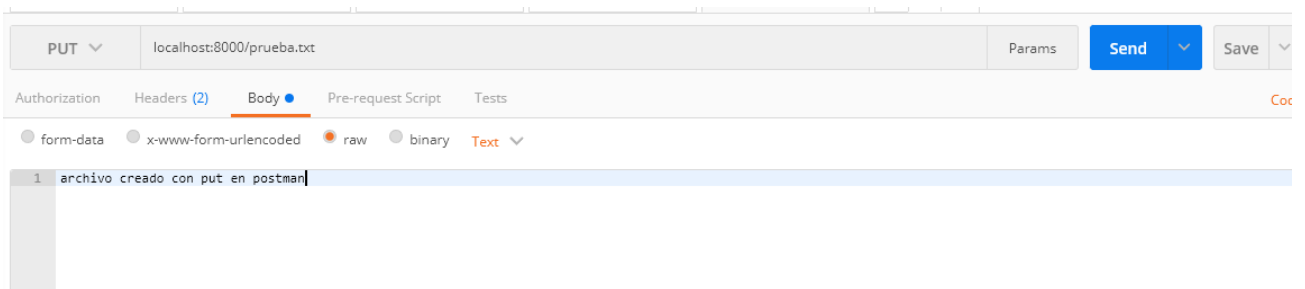 PUT localhost:8000/prueba.txt Params Send Save
Authorization Headers (2) Body Pre-request Script Tests
form-data x-www-form-urlencoded raw binary Text
1 archivo creado con put en postman